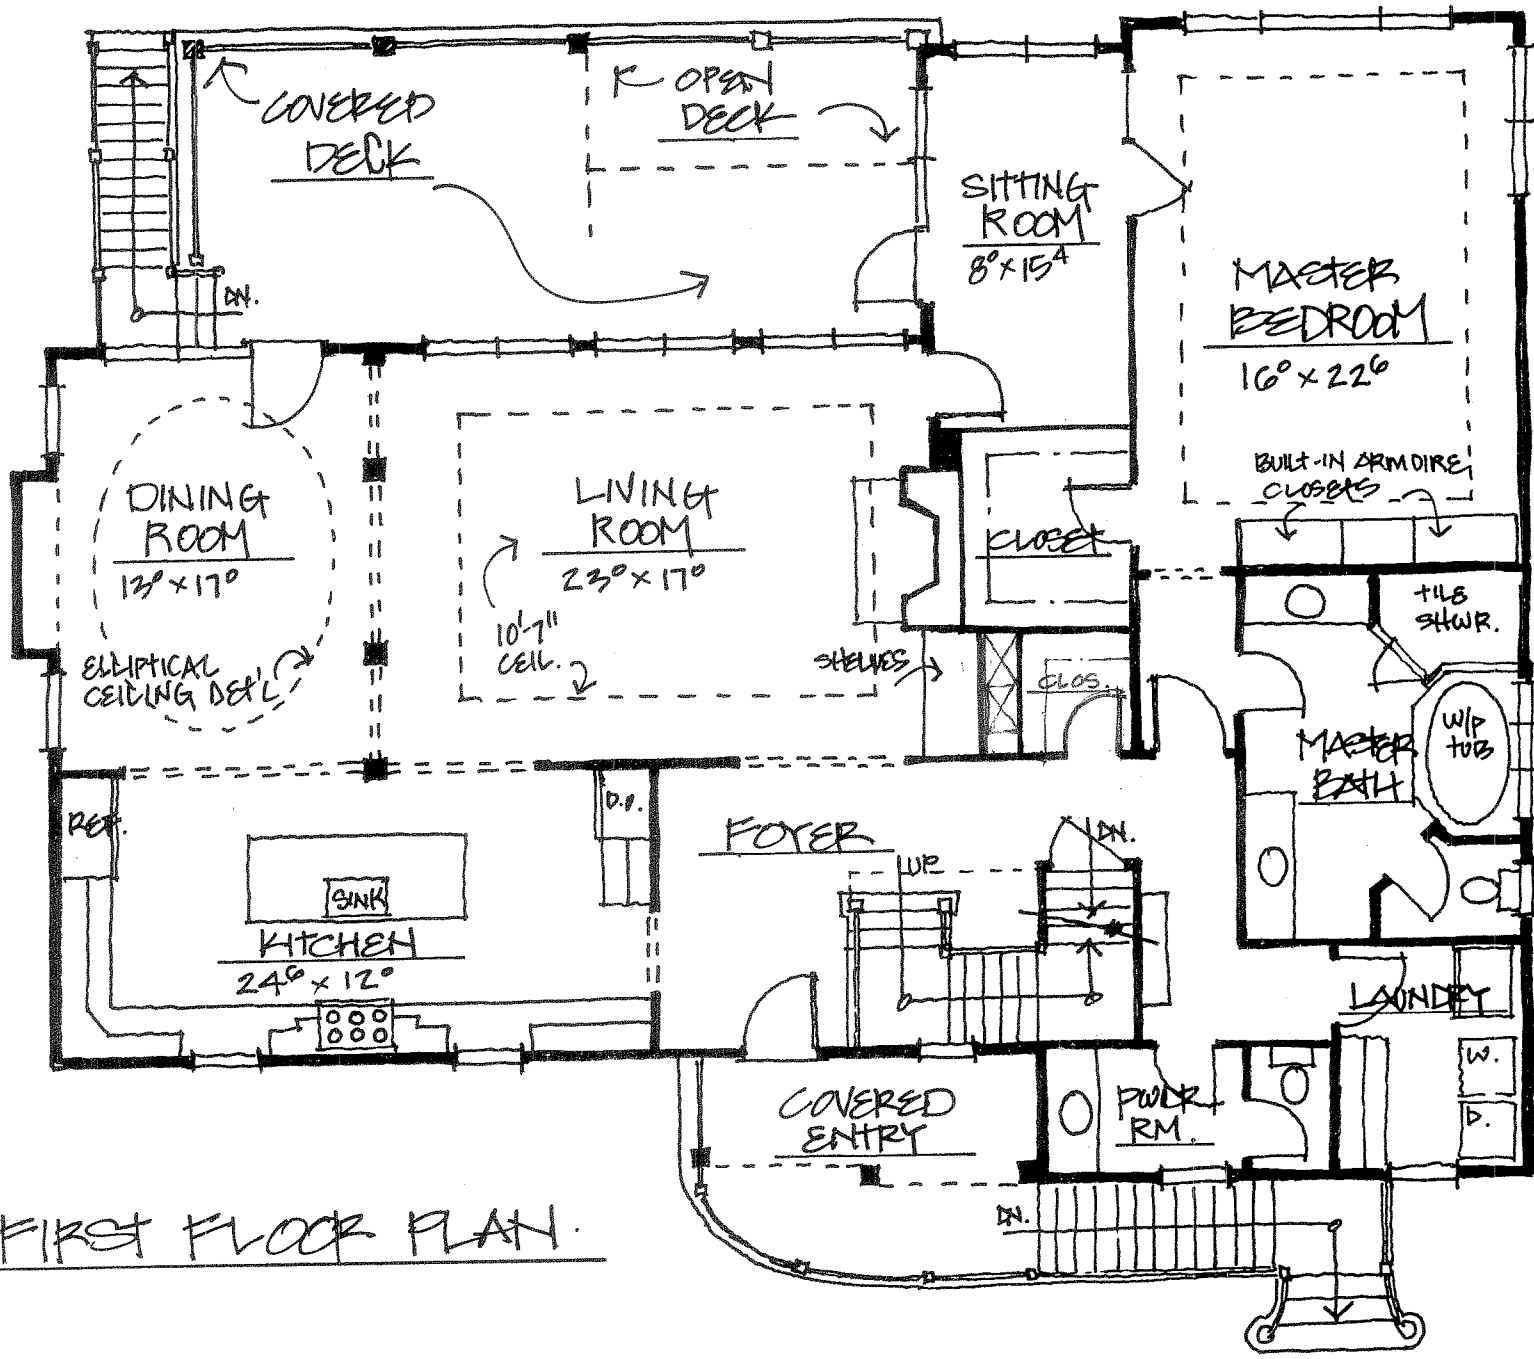 COVERED
DECK
OPEN
DECK
SITTING
ROOM
8⁰ x 15⁴
MASTER
BEDROOM
16⁰ x 22⁶
DN.
DINING
ROOM
13⁰ x 17⁰
ELLIPTICAL
CEILING DET'L
LIVING
ROOM
23⁰ x 17⁰
10'-7"
CEIL.
BUILT-IN ARMOIRE
CLOSETS
CLOSET
TILE
SHWR.
SHELVES
CLOS.
W/P
TUB
MASTER
BATH
REF.
D.O.
FOYER
UP
DN.
SINK
KITCHEN
24⁶ x 12⁰
LAUNDRY
W.
D.
COVERED
ENTRY
PWDR
RM.
DN.
FIRST FLOOR PLAN.